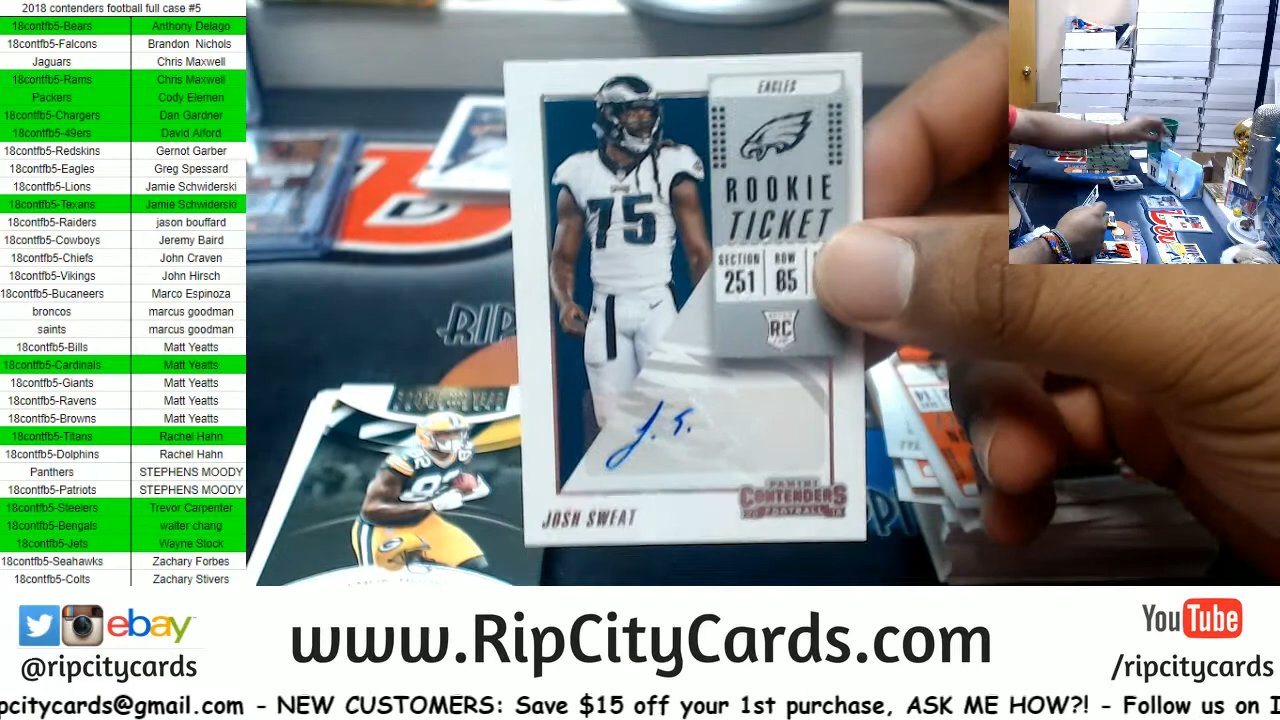 2018 contenders football full case #5
18contfb5-Bears Anthony Delago
18contfb5-Falcons Brandon Nichols
Jaguars Chris Maxwell
18contfb5-Rams Chris Maxwell
Packers Cody Elemen
18contfb5-Chargers Dan Gardner
18contfb5-49ers David Alford
18contfb5-Redskins Gernot Garber
18contfb5-Eagles Greg Spessard
18contfb5-Lions Jamie Schwiderski
18contfb5-Texans Jamie Schwiderski
18contfb5-Raiders jason bouffard
18contfb5-Cowboys Jeremy Baird
18contfb5-Chiefs John Craven
18contfb5-Vikings John Hirsch
18contfb5-Bucaneers Marco Espinoza
broncos marcus goodman
saints marcus goodman
18contfb5-Bills Matt Yeatts
18contfb5-Cardinals Matt Yeatts
18contfb5-Giants Matt Yeatts
18contfb5-Ravens Matt Yeatts
18contfb5-Browns Matt Yeatts
18contfb5-Titans Rachel Hahn
18contfb5-Dolphins Rachel Hahn
Panthers STEPHENS MOODY
18contfb5-Patriots STEPHENS MOODY
18contfb5-Steelers Trevor Carpenter
18contfb5-Bengals walter chang
18contfb5-Jets Wayne Stock
18contfb5-Seahawks Zachary Forbes
18contfb5-Colts Zachary Stivers
EAGLES
ROOKIE
TICKET
SECTION ROW
251 85
RC
75
J. S.
PANINI
CONTENDERS
FOOTBALL
JOSH SWEAT
RIP
ebay
@ripcitycards
www.RipCityCards.com
YouTube
/ripcitycards
pcitycards@gmail.com - NEW CUSTOMERS: Save $15 off your 1st purchase, ASK ME HOW?! - Follow us on I